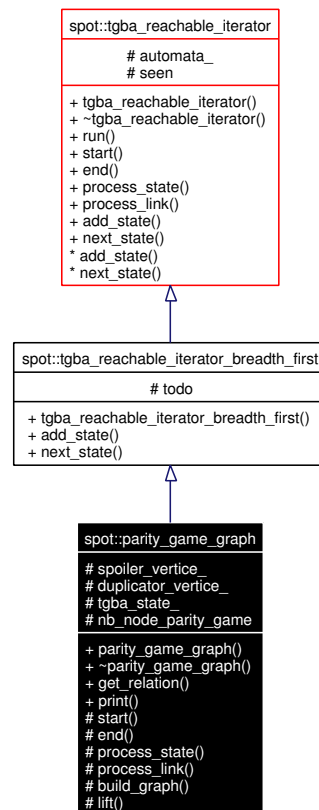 spot::tgba_reachable_iterator
# automata_
# seen
+ tgba_reachable_iterator()
+ ~tgba_reachable_iterator()
+ run()
+ start()
+ end()
+ process_state()
+ process_link()
+ add_state()
+ next_state()
* add_state()
* next_state()
spot::tgba_reachable_iterator_breadth_first
# todo
+ tgba_reachable_iterator_breadth_first()
+ add_state()
+ next_state()
spot::parity_game_graph
# spoiler_vertice_
# duplicator_vertice_
# tgba_state_
# nb_node_parity_game
+ parity_game_graph()
+ ~parity_game_graph()
+ get_relation()
+ print()
# start()
# end()
# process_state()
# process_link()
# build_graph()
# lift()